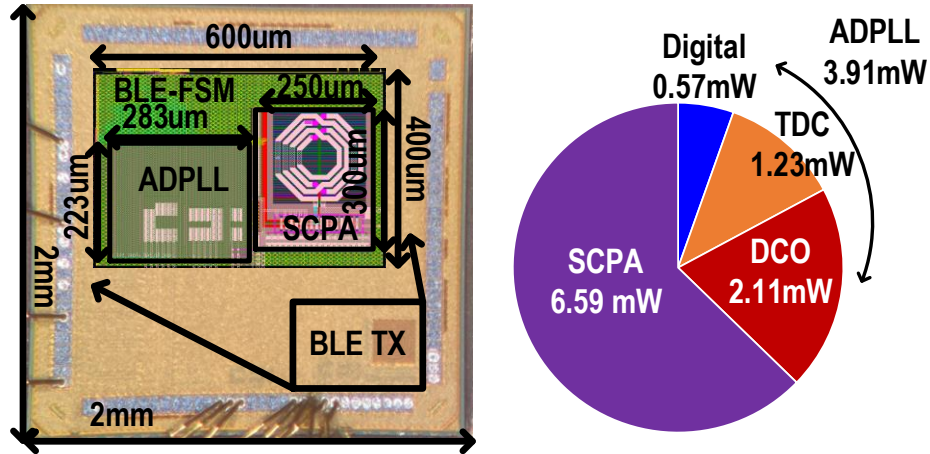 600um
BLE-FSM
250um
283um
400um
300um
223um
ADPLL
SCPA
2mm
BLE TX
2mm
Digital
0.57mW
ADPLL
3.91mW
TDC
1.23mW
DCO
2.11mW
SCPA
6.59 mW